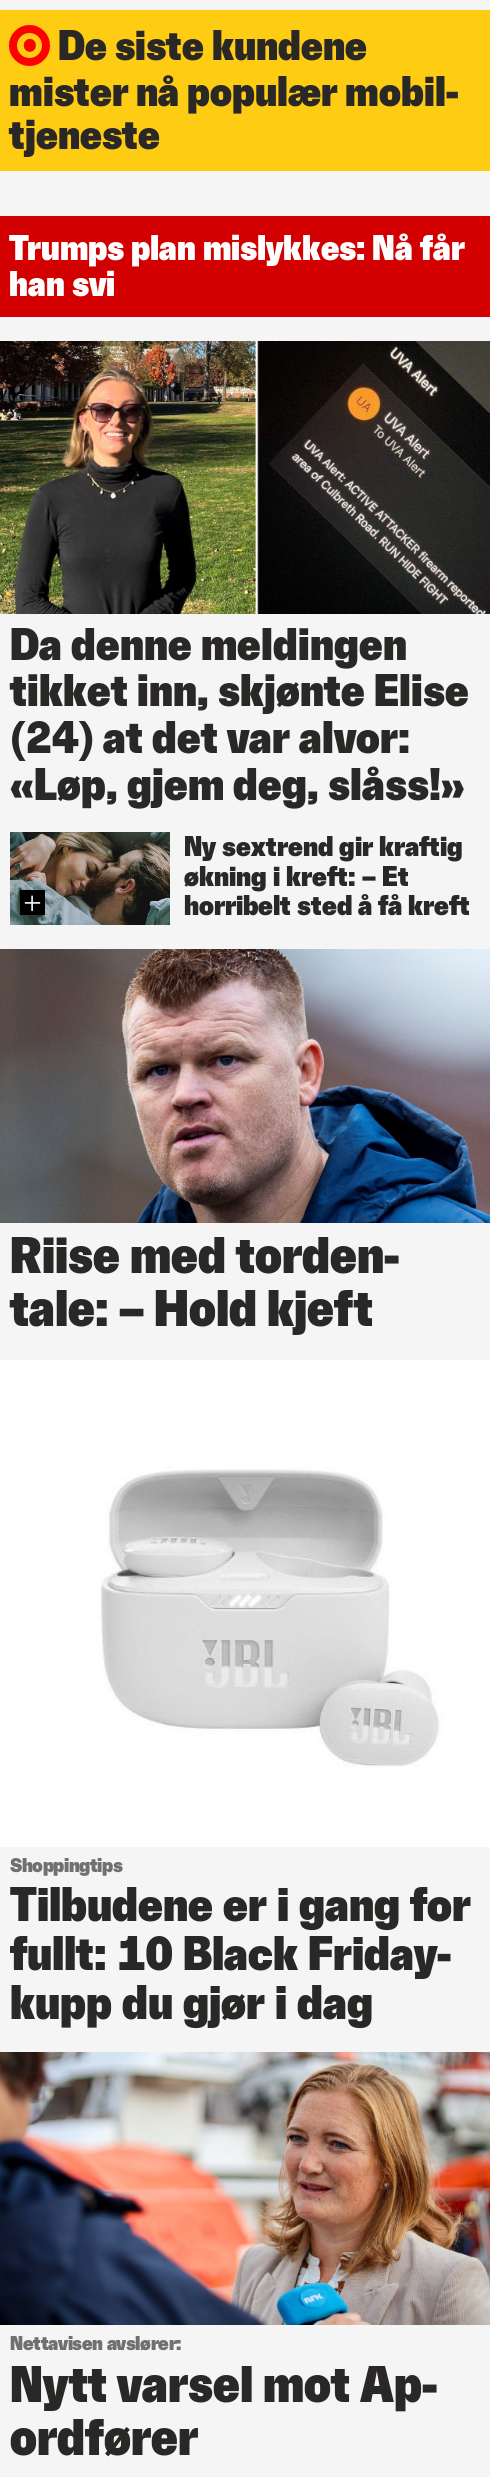 De siste kundene
mister nå populær mobil-
tjeneste
Trumps plan mislykkes: Nå får
han svi
UVA Alert
UA
UVA Alert
To UVA Alert
UVA Alert: ACTIVE ATTACKER firearm reported
area of Culbreth Road. RUN HIDE FIGHT
Da denne meldingen
tikket inn, skjønte Elise
(24) at det var alvor:
«Løp, gjem deg, slåss!»
Ny sextrend gir kraftig
økning i kreft: – Et
horribelt sted å få kreft
Riise med torden-
tale: – Hold kjeft
JBL
JBL
Shoppingtips
Tilbudene er i gang for
fullt: 10 Black Friday-
kupp du gjør i dag
nrk
Nettavisen avslører:
Nytt varsel mot Ap-
ordfører